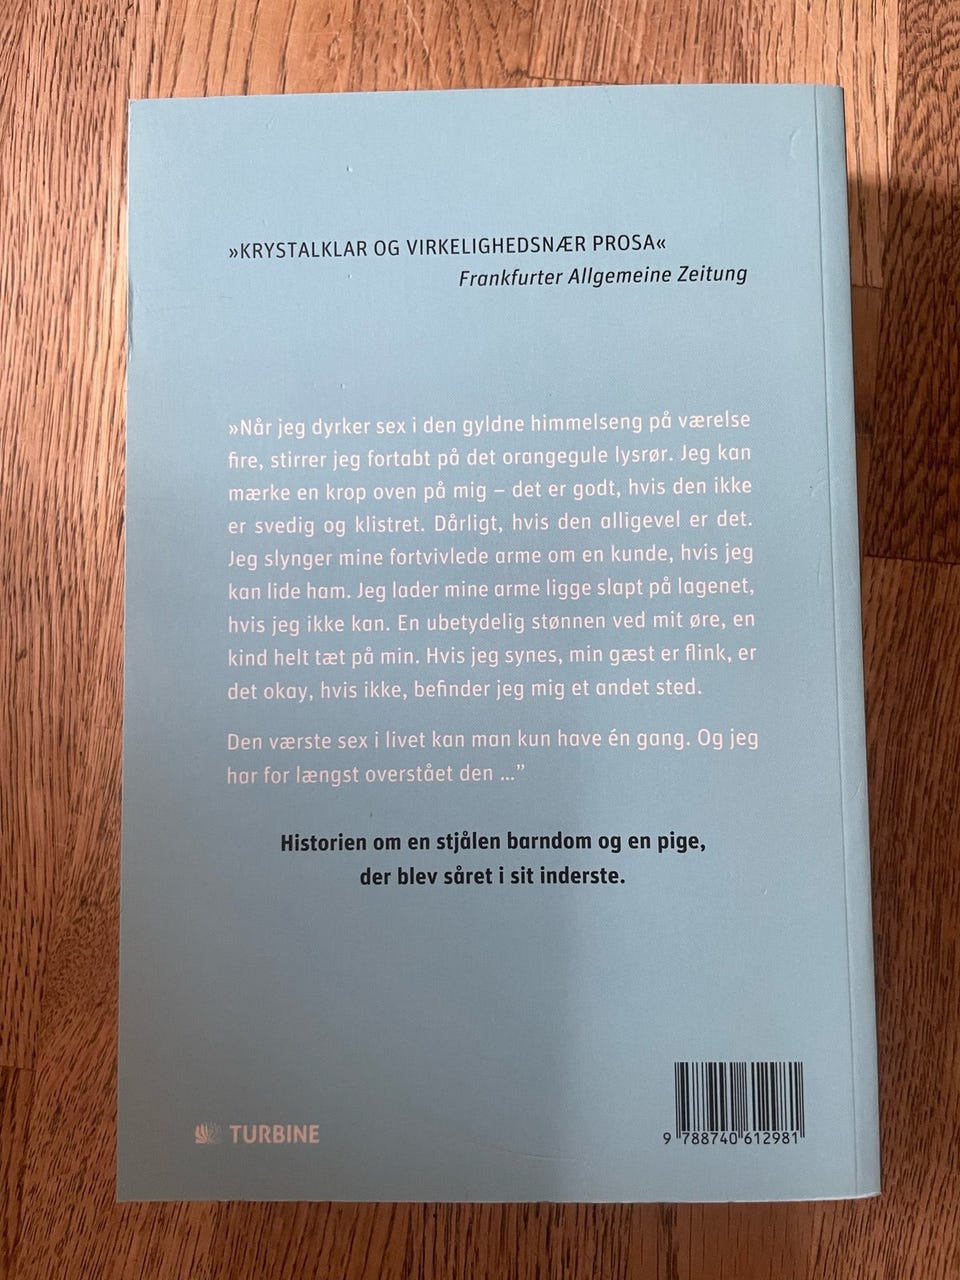 »KRYSTALKLAR OG VIRKELIGHEDSNÆR PROSA«
Frankfurter Allgemeine Zeitung
»Når jeg dyrker sex i den gyldne himmelseng på værelse
fire, stirrer jeg fortabt på det orangegule lysrør. Jeg kan
mærke en krop oven på mig – det er godt, hvis den ikke
er svedig og klistret. Dårligt, hvis den alligevel er det.
Jeg slynger mine fortvivlede arme om en kunde, hvis jeg
kan lide ham. Jeg lader mine arme ligge slapt på lagenet,
hvis jeg ikke kan. En ubetydelig stønnen ved mit øre, en
kind helt tæt på min. Hvis jeg synes, min gæst er flink, er
det okay, hvis ikke, befinder jeg mig et andet sted.
Den værste sex i livet kan man kun have én gang. Og jeg
har for længst overstået den ...”
Historien om en stjålen barndom og en pige,
der blev såret i sit inderste.
TURBINE
9 788740 612981